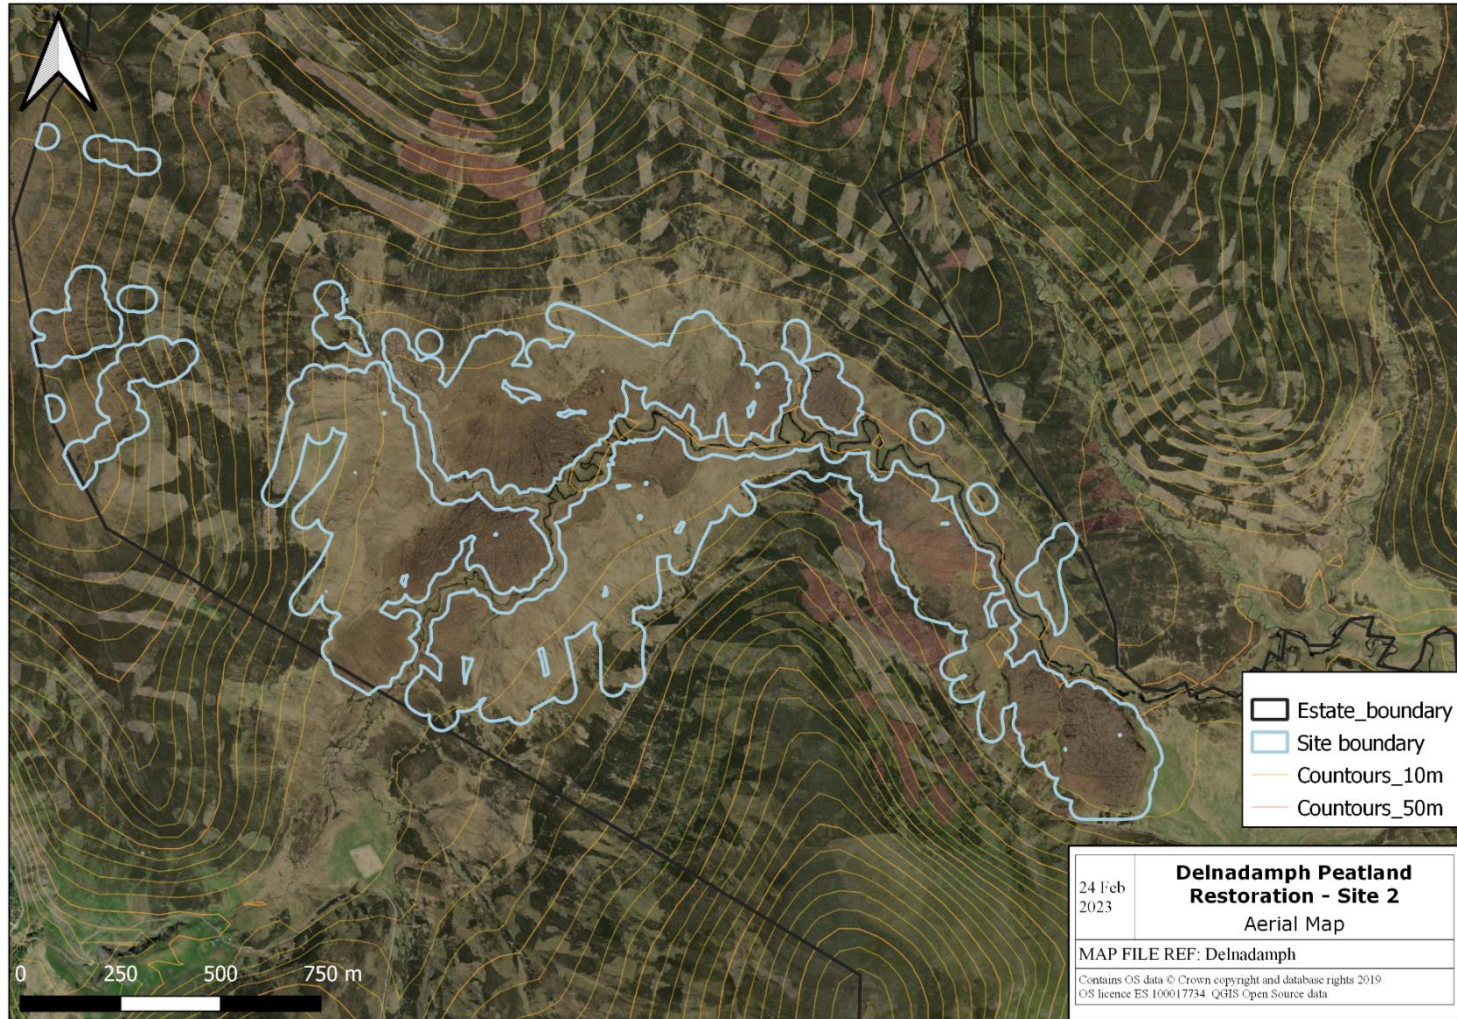 Estate_boundary
Site boundary
Countours_10m
Countours_50m
24 Feb
2023
Delnadamph Peatland
Restoration - Site 2
Aerial Map
MAP FILE REF: Delnadamph
Contains OS data © Crown copyright and database rights 2019
OS licence ES 100017734. QGIS Open Source data
0 250 500 750 m